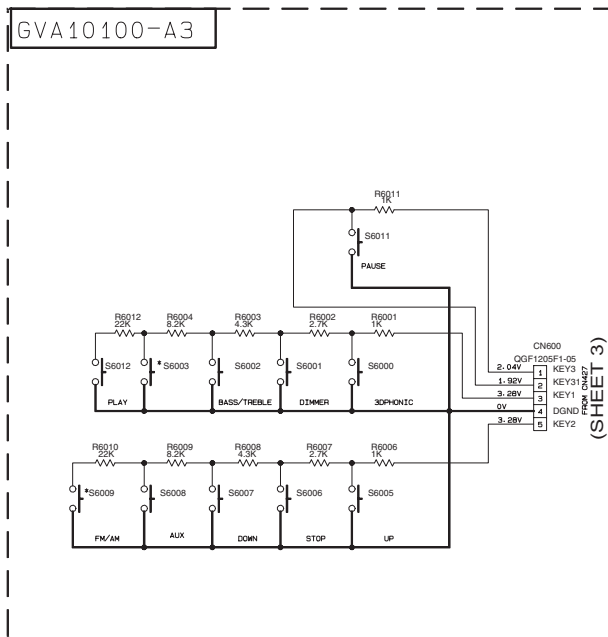 GVA10100-A3
R6011
1K
S6011
PAUSE
R6012
22K
R6004
8.2K
R6003
4.3K
R6002
2.7K
R6001
1K
S6012
*S6003
S6002
S6001
S6000
PLAY
BASS/TREBLE
DIMMER
3DPHONIC
CN600
QGF1205F1-05
2.04V 1 KEY3
1.92V 2 KEY31
3.28V 3 KEY1
0V 4 DGND
3.28V 5 KEY2
FROM CN427
(SHEET 3)
R6010
22K
R6009
8.2K
R6008
4.3K
R6007
2.7K
R6006
1K
*S6009
S6008
S6007
S6006
S6005
FM/AM
AUX
DOWN
STOP
UP